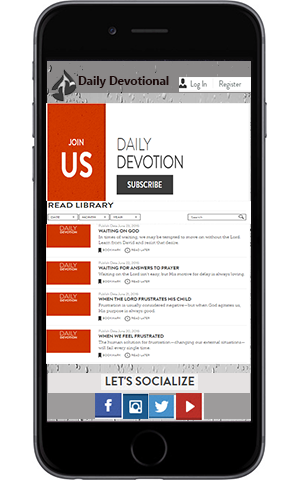 Daily Devotional
Log In
Register
JOIN
US
DAILY
DEVOTION
SUBSCRIBE
READ LIBRARY
Search
DAILY
DEVOTION
WAITING ON GOD
In times of waiting, we may be tempted to move on without the Lord.
Learn from David and resist that desire.
BOOKMARK
READ LATER
DAILY
DEVOTION
WAITING FOR ANSWERS TO PRAYER
Waiting on the Lord isn't easy, but His motive for delay is always loving.
BOOKMARK
READ LATER
DAILY
DEVOTION
WHEN THE LORD FRUSTRATES HIS CHILD
Frustration is usually considered negative—but when God agitates us,
His purpose is always good.
BOOKMARK
READ LATER
DAILY
DEVOTION
WHEN WE FEEL FRUSTRATED
The human solution for frustration—changing our external situations—
will fail every single time.
BOOKMARK
READ LATER
LET'S SOCIALIZE